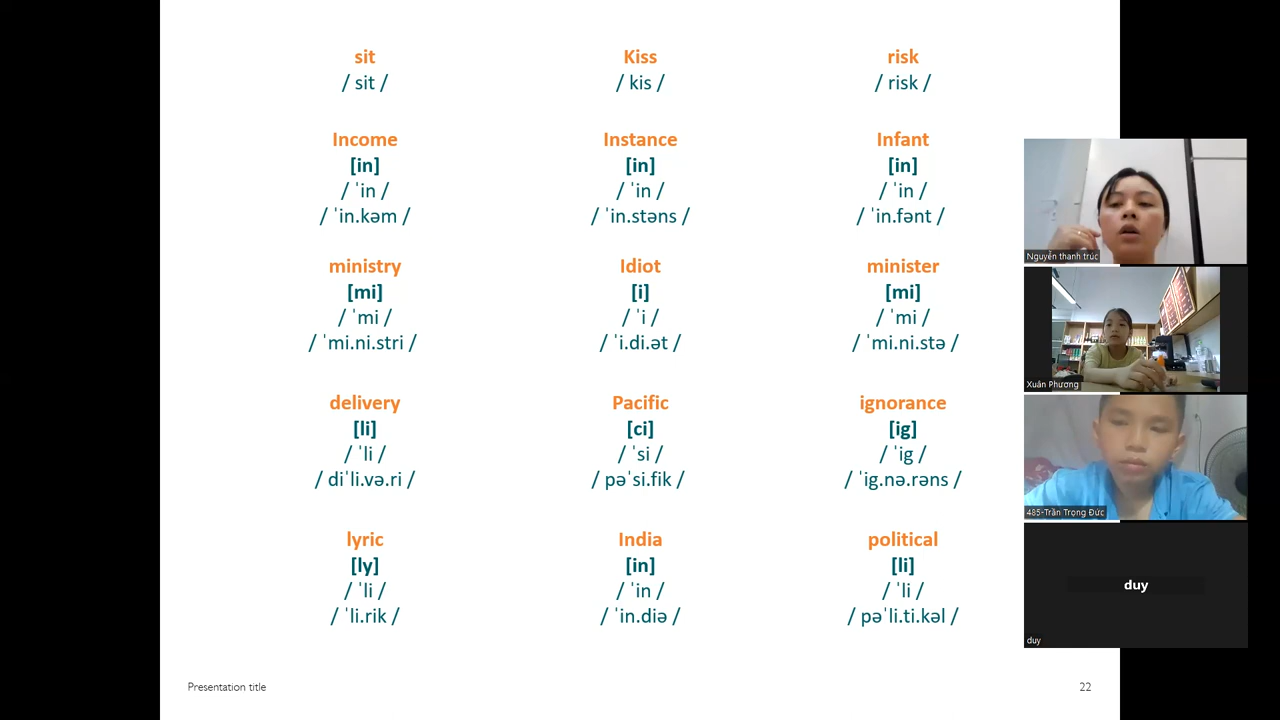 sit Kiss risk
/ sit / / kis / / risk /
Income Instance Infant
[in] [in] [in]
/ ˈin / / ˈin / / ˈin /
/ ˈin.kəm / / ˈin.stəns / / ˈin.fənt /
ministry Idiot minister
[mi] [i] [mi]
/ ˈmi / / ˈi / / ˈmi /
/ ˈmi.ni.stri / / ˈi.di.ət / / ˈmi.ni.stə /
delivery Pacific ignorance
[li] [ci] [ig]
/ ˈli / / ˈsi / / ˈig /
/ diˈli.və.ri / / pəˈsi.fik / / ˈig.nə.rəns /
lyric India political
[ly] [in] [li]
/ ˈli / / ˈin / / ˈli /
/ ˈli.rik / / ˈin.diə / / pəˈli.ti.kəl /
Presentation title 22
Nguyễn thanh trúc
Xuân Phương
485-Trần Trọng Đức
duy
duy